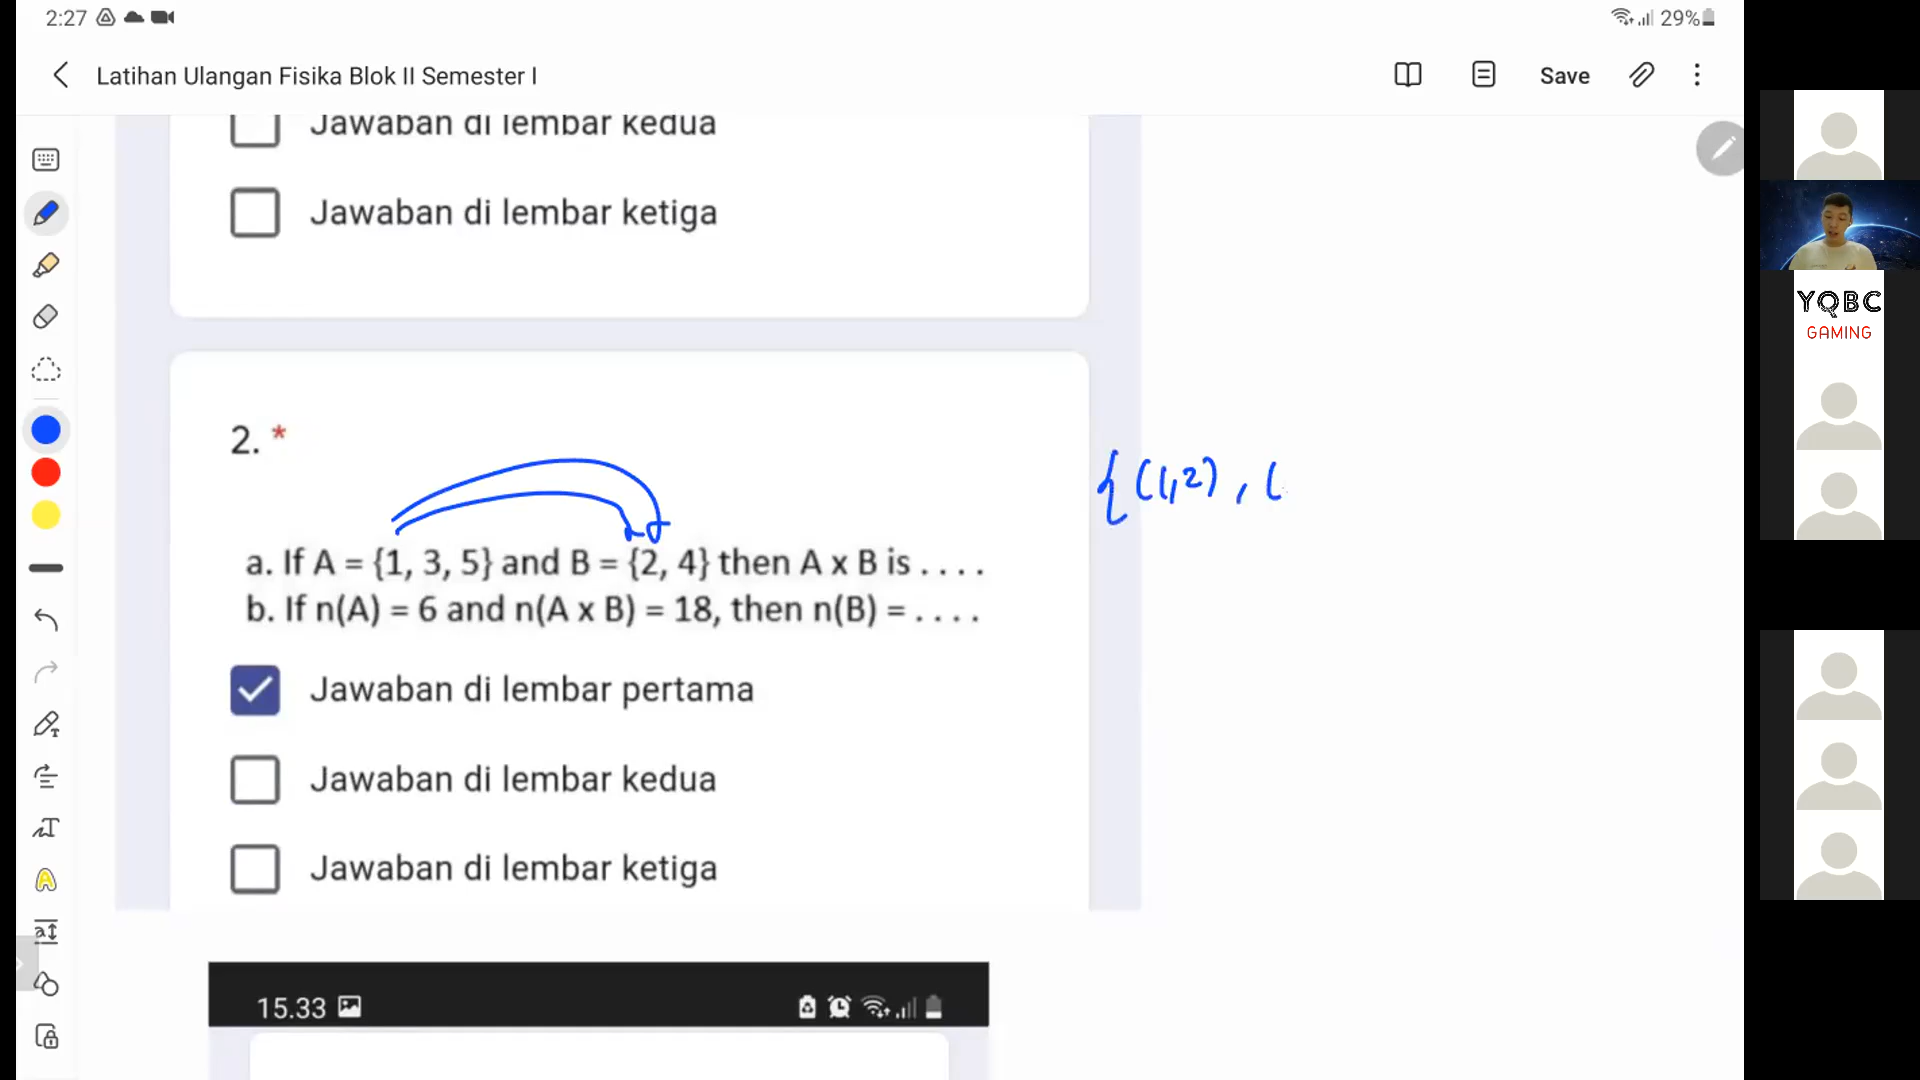 2:27
29%
Latihan Ulangan Fisika Blok II Semester I
Save
Jawaban di lembar kedua
Jawaban di lembar ketiga
2. *
{(1,2), (
a. If A = {1, 3, 5} and B = {2, 4} then A x B is . . . .
b. If n(A) = 6 and n(A x B) = 18, then n(B) = . . . .
Jawaban di lembar pertama
Jawaban di lembar kedua
Jawaban di lembar ketiga
15.33
YQBC
GAMING